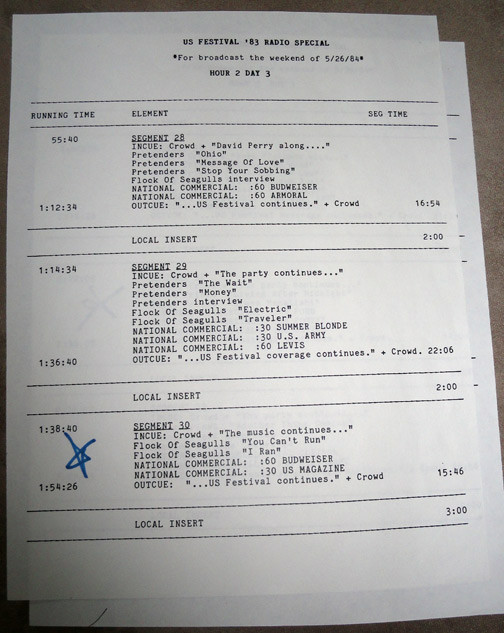 US FESTIVAL '83 RADIO SPECIAL
*For broadcast the weekend of 5/26/84*
HOUR 2 DAY 3
RUNNING TIME ELEMENT SEG TIME
55:40 SEGMENT 28
INCUE: Crowd + "David Perry along...."
Pretenders "Ohio"
Pretenders "Message Of Love"
Pretenders "Stop Your Sobbing"
Flock Of Seagulls interview
NATIONAL COMMERCIAL: :60 BUDWEISER
NATIONAL COMMERCIAL: :60 ARMORAL
1:12:34 OUTCUE: "...US Festival continues." + Crowd 16:54
LOCAL INSERT 2:00
1:14:34 SEGMENT 29
INCUE: Crowd + "The party continues..."
Pretenders "The Wait"
Pretenders "Money"
Pretenders interview
Flock Of Seagulls "Electric"
Flock Of Seagulls "Traveler"
NATIONAL COMMERCIAL: :30 SUMMER BLONDE
NATIONAL COMMERCIAL: :30 U.S. ARMY
NATIONAL COMMERCIAL: :60 LEVIS
1:36:40 OUTCUE: "...US Festival coverage continues." + Crowd. 22:06
LOCAL INSERT 2:00
1:38:40 SEGMENT 30
INCUE: Crowd + "The music continues..."
Flock Of Seagulls "You Can't Run"
Flock Of Seagulls "I Ran"
NATIONAL COMMERCIAL: :60 BUDWEISER
NATIONAL COMMERCIAL: :30 US MAGAZINE
1:54:26 OUTCUE: "...US Festival continues." + Crowd 15:46
LOCAL INSERT 3:00